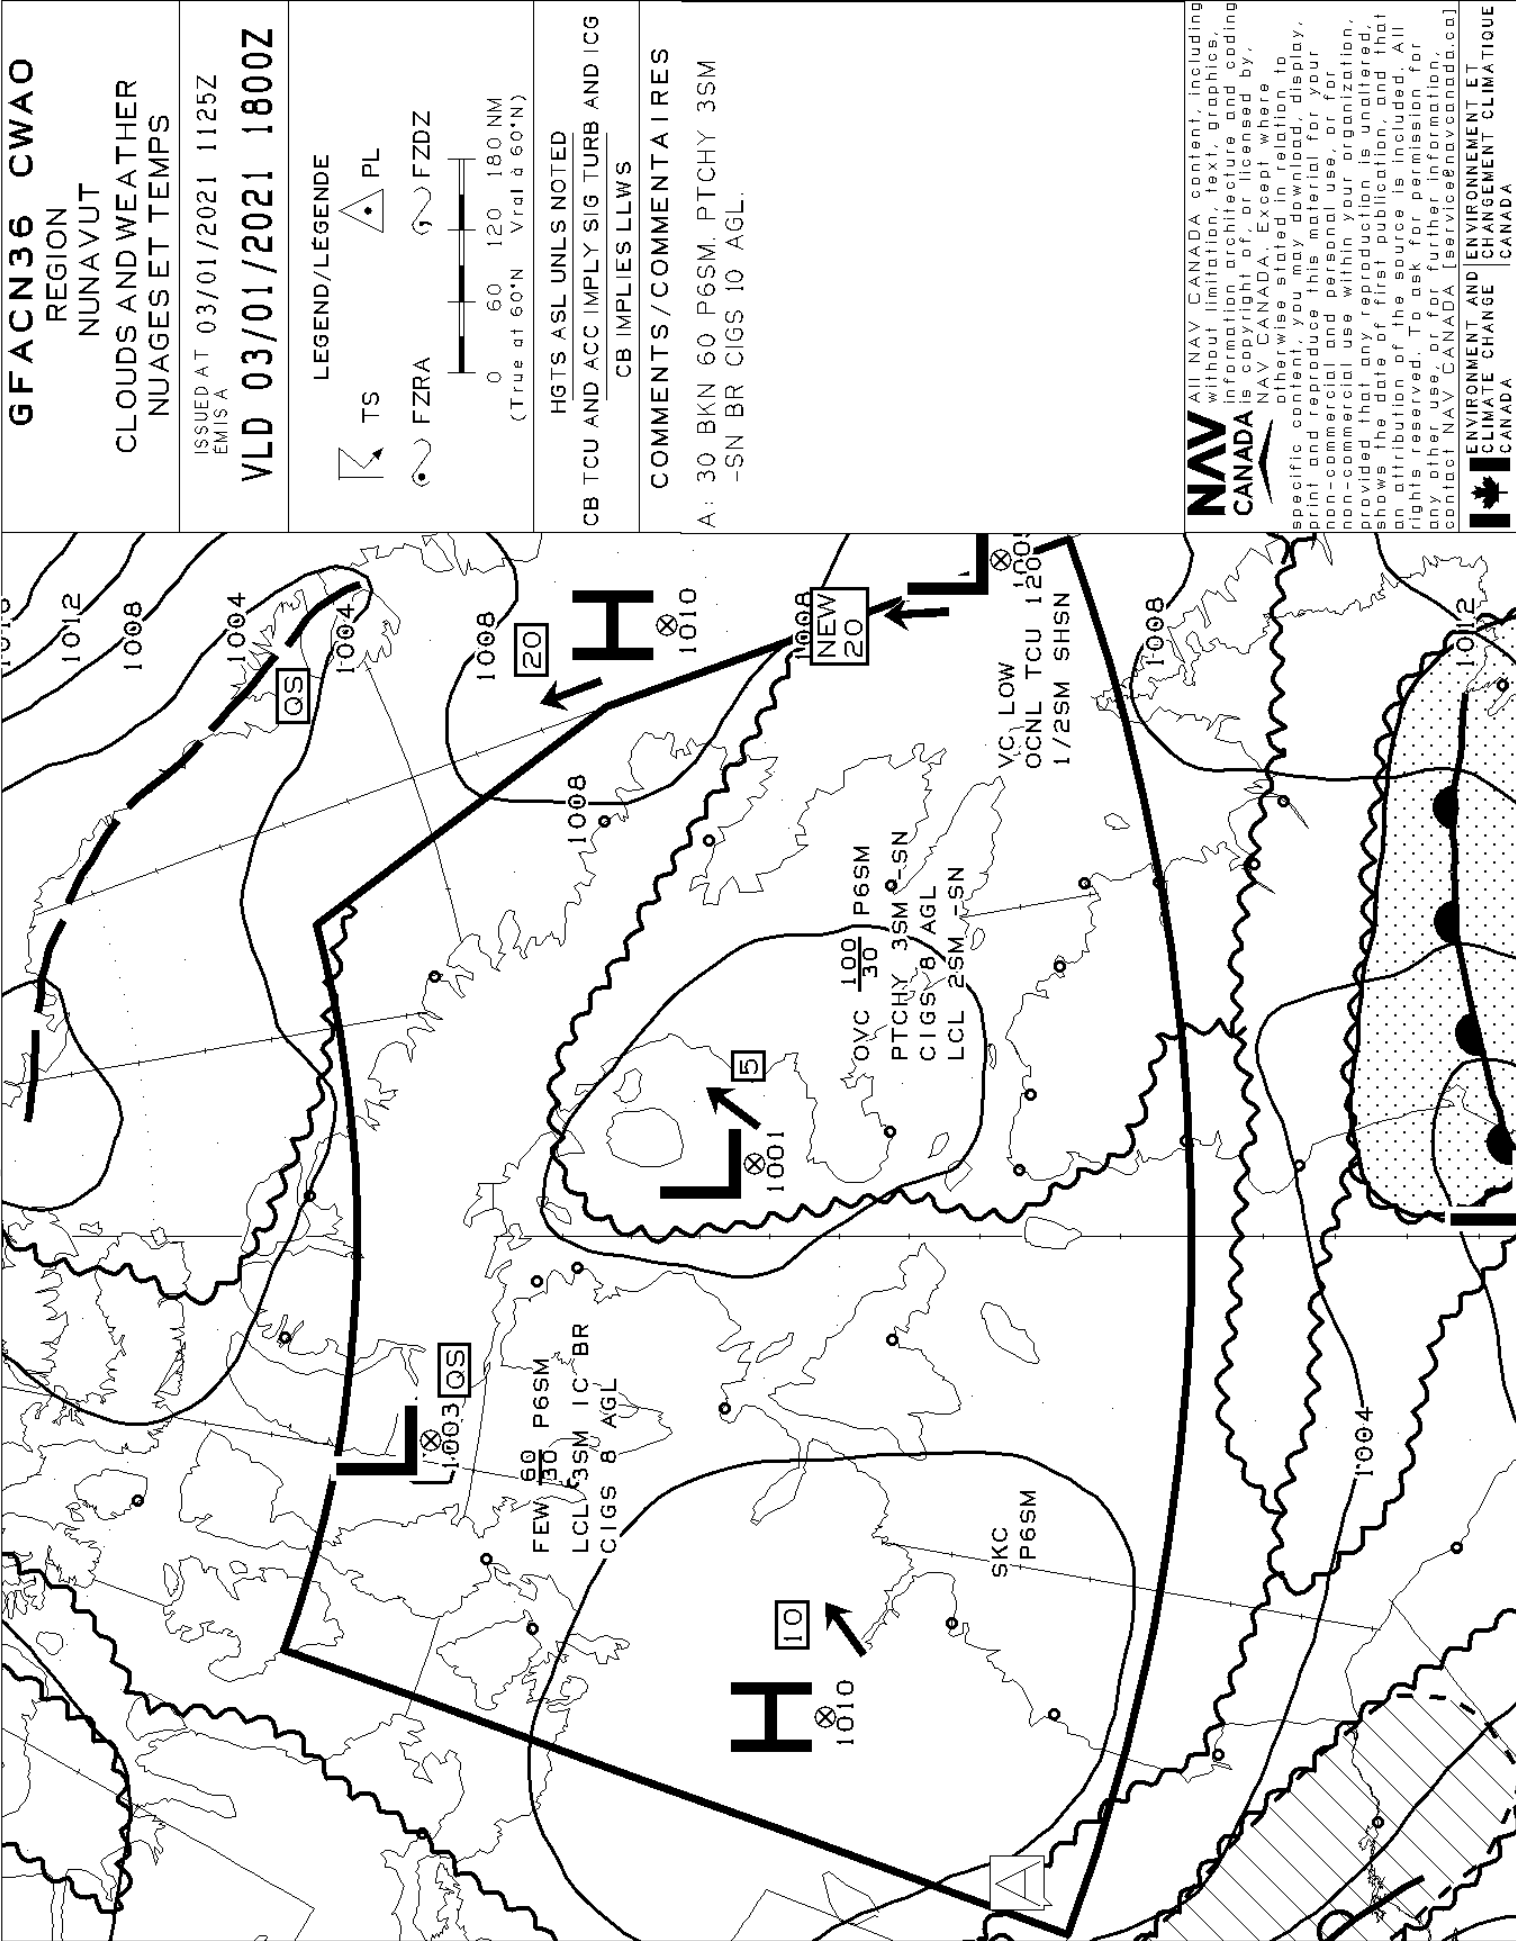 GFACN36 CWAO
REGION
NUNAVUT
CLOUDS AND WEATHER
NUAGES ET TEMPS
ISSUED AT 03/01/2021 1125Z
ÉMIS A
VLD 03/01/2021 1800Z
LEGEND/LÉGENDE
TS
PL
FZRA
FZDZ
0 60 120 180 NM
(True at 60°N Vrai à 60°N)
HGTS ASL UNLS NOTED
CB TCU AND ACC IMPLY SIG TURB AND ICG
CB IMPLIES LLWS
COMMENTS/COMMENTAIRES
A: 30 BKN 60 P6SM. PTCHY 3SM
-SN BR CIGS 10 AGL.
NAV
CANADA
All NAV CANADA content, including
without limitation, text, graphics,
information architecture and coding
is copyright of, or licensed by,
NAV CANADA. Except where
otherwise stated in relation to
specific content, you may download, display,
print and reproduce this material for your
non-commercial and personal use, or for
non-commercial use within your organization,
provided that any reproduction is unaltered,
shows the date of first publication, and that
an attribution of the source is included. All
rights reserved. To ask for permission for
any other use, or for further information,
contact NAV CANADA [service@navcanada.ca]
ENVIRONMENT AND
CLIMATE CHANGE
CANADA
ENVIRONNEMENT ET
CHANGEMENT CLIMATIQUE
CANADA
1012
1008
1004
1004
QS
1008
20
H
1010
1008
1008
NEW
20
L
VC LOW
OCNL TCU 120
1/2SM SHSN
1008
1012
OVC 100
30 P6SM
PTCHY 3SM -SN
CIGS 8 AGL
LCL 2SM -SN
5
L
1001
QS
L
1003
FEW 60
30 P6SM
LCL 3SM IC BR
CIGS 8 AGL
SKC
P6SM
1004
10
H
1010
A